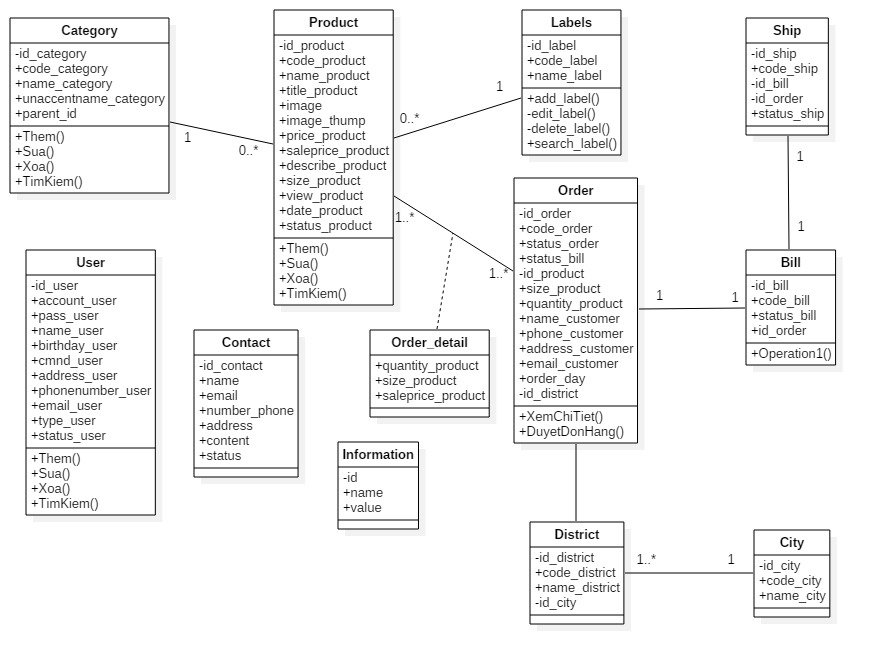 Category
-id_category
+code_category
+name_category
+unaccentname_category
+parent_id
+Them()
+Sua()
+Xoa()
+TimKiem()
1
0..*
Product
-id_product
+code_product
+name_product
+title_product
+image
+image_thump
+price_product
+saleprice_product
+describe_product
+size_product
+view_product
+date_product
+status_product
+Them()
+Sua()
+Xoa()
+TimKiem()
0..*
1
Labels
-id_label
+code_label
+name_label
+add_label()
-edit_label()
-delete_label()
+search_label()
Ship
-id_ship
+code_ship
-id_bill
-id_order
+status_ship
1
1
1..*
1..*
Order
-id_order
+code_order
+status_order
+status_bill
-id_product
+size_product
+quantity_product
+name_customer
+phone_customer
+address_customer
+email_customer
+order_day
-id_district
+XemChiTiet()
+DuyetDonHang()
1
1
Bill
-id_bill
+code_bill
+status_bill
+id_order
+Operation1()
User
-id_user
+account_user
+pass_user
+name_user
+birthday_user
+cmnd_user
+address_user
+phonenumber_user
+email_user
+type_user
+status_user
+Them()
+Sua()
+Xoa()
+TimKiem()
Contact
-id_contact
+name
+email
+number_phone
+address
+content
+status
Order_detail
+quantity_product
+size_product
+saleprice_product
Information
-id
+name
+value
District
-id_district
+code_district
+name_district
-id_city
1..*
1
City
-id_city
+code_city
+name_city